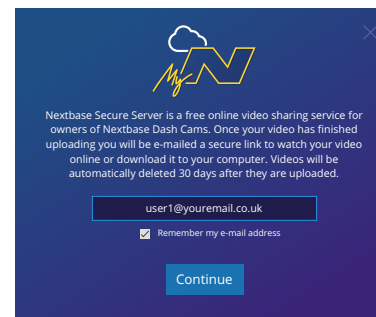 My N
Nextbase Secure Server is a free online video sharing service for
owners of Nextbase Dash Cams. Once your video has finished
uploading you will be e-mailed a secure link to watch your video
online or download it to your computer. Videos will be
automatically deleted 30 days after they are uploaded.
user1@youremail.co.uk
Remember my e-mail address
Continue